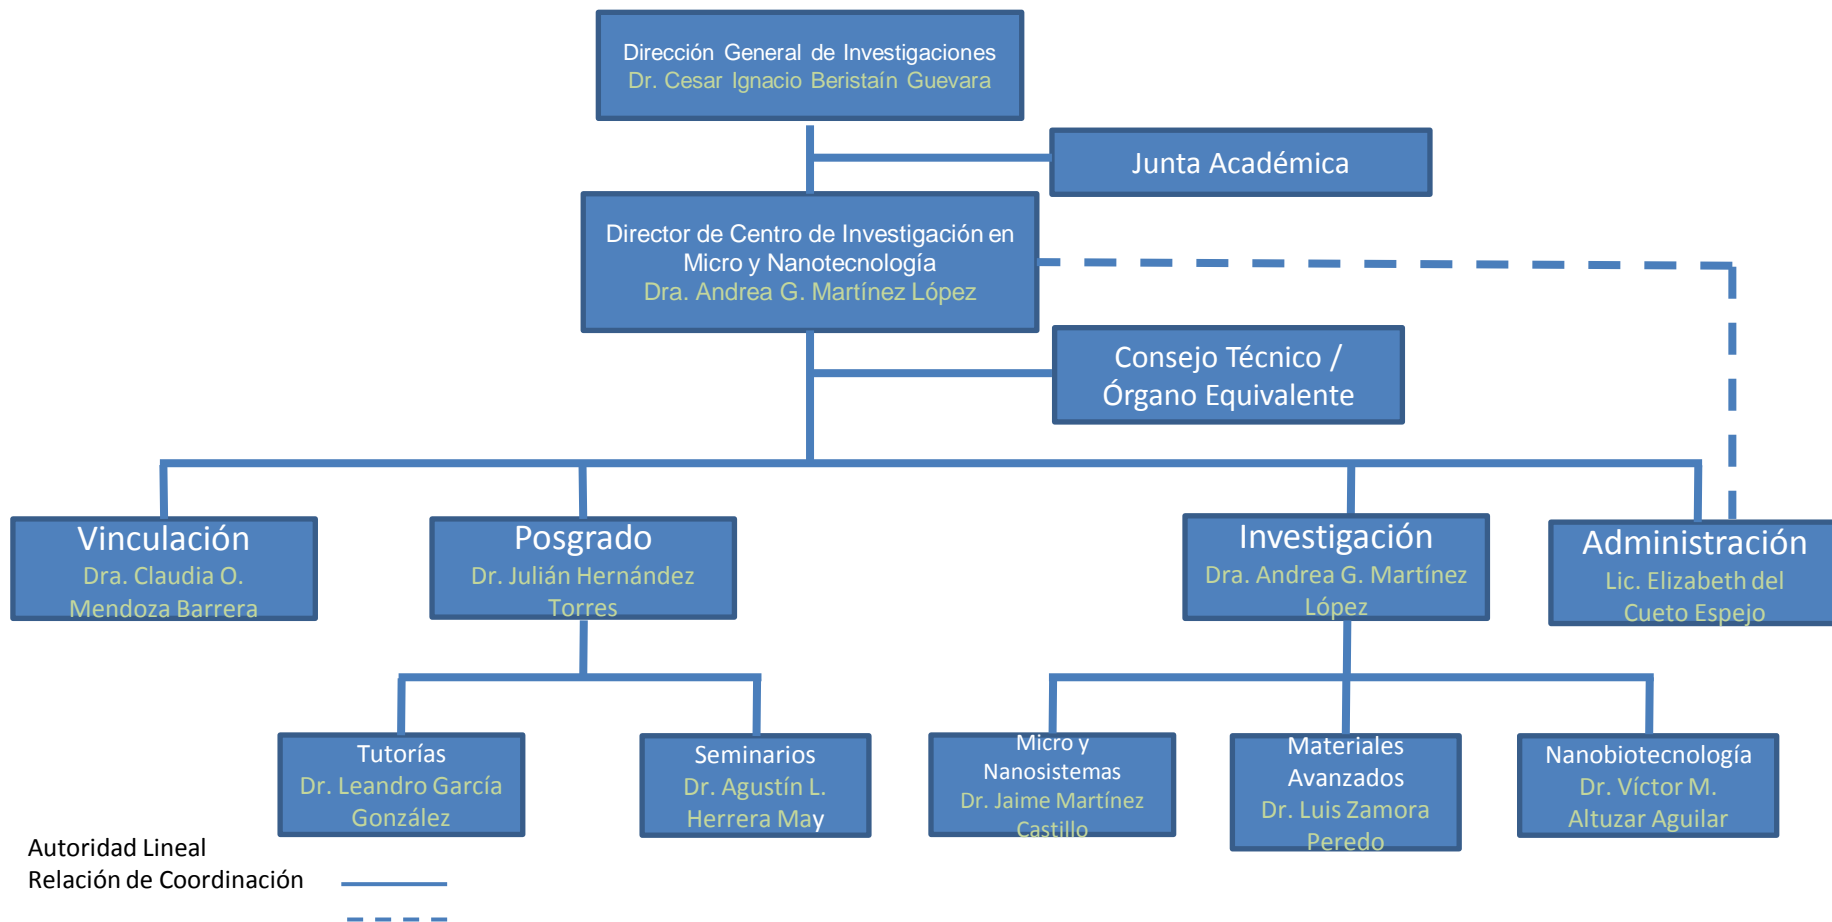 Dirección General de Investigaciones
Dr. Cesar Ignacio Beristaín Guevara
Junta Académica
Director de Centro de Investigación en
Micro y Nanotecnología
Dra. Andrea G. Martínez López
Consejo Técnico /
Órgano Equivalente
Vinculación
Dra. Claudia O.
Mendoza Barrera
Posgrado
Dr. Julián Hernández
Torres
Investigación
Dra. Andrea G. Martínez
López
Administración
Lic. Elizabeth del
Cueto Espejo
Tutorías
Dr. Leandro García
González
Seminarios
Dr. Agustín L.
Herrera May
Micro y
Nanosistemas
Dr. Jaime Martínez
Castillo
Materiales
Avanzados
Dr. Luis Zamora
Peredo
Nanobiotecnología
Dr. Víctor M.
Altuzar Aguilar
Autoridad Lineal
Relación de Coordinación